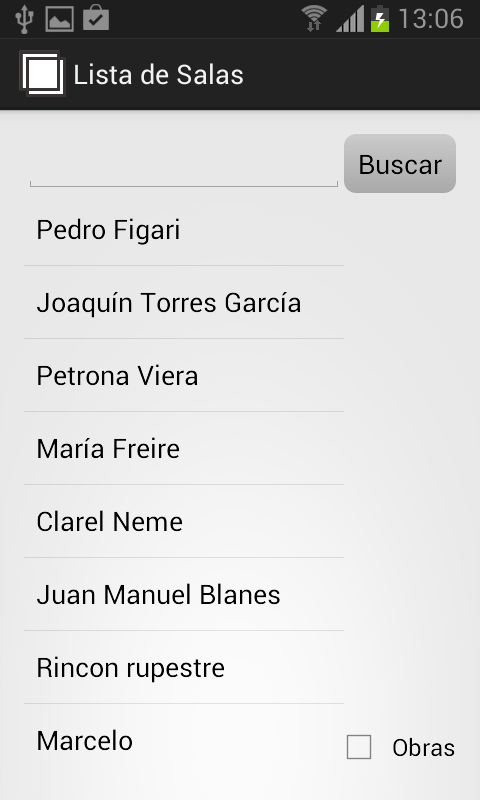 13:06
Lista de Salas
Buscar
Pedro Figari
Joaquín Torres García
Petrona Viera
María Freire
Clarel Neme
Juan Manuel Blanes
Rincon rupestre
Marcelo
Obras